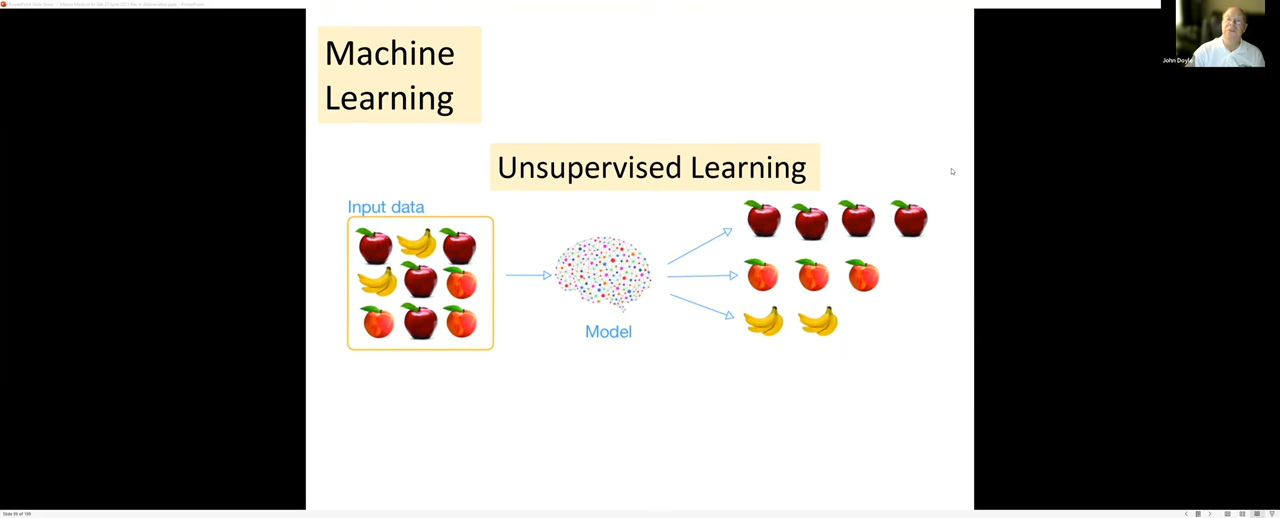 Machine
Learning
Unsupervised Learning
Input data
Model
John Doyle